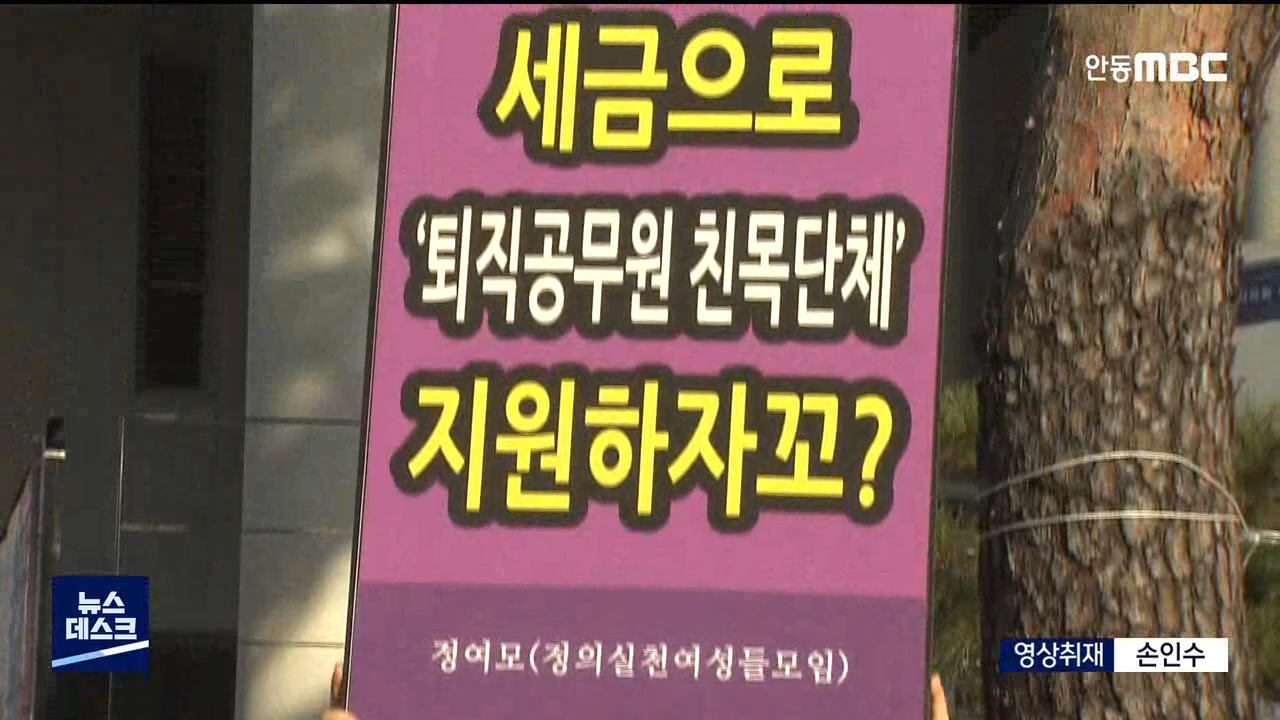 안동MBC
세금으로
'퇴직공무원 친목단체'
지원하자꼬?
정여모(정의실천여성들모임)
뉴스
데스크
영상취재 손인수